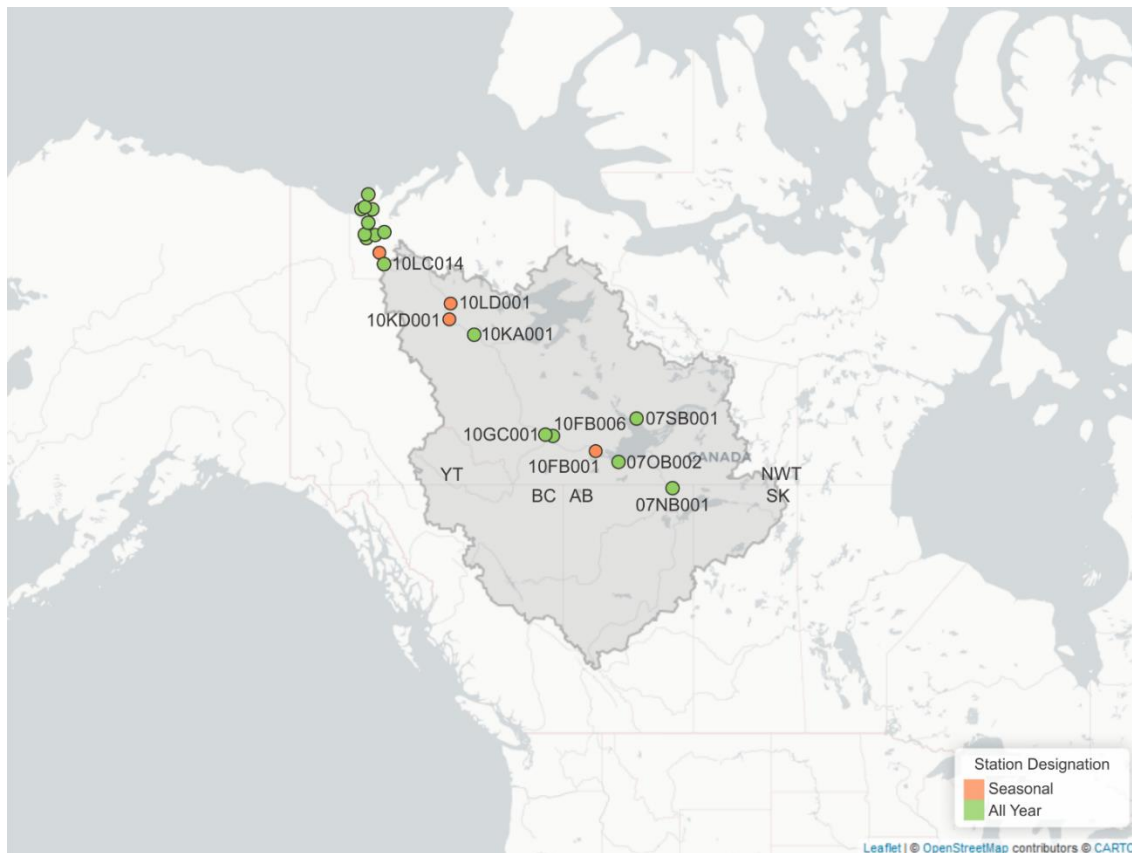 10LC014
10LD001
10KD001
10KA001
07SB001
10FB006
10GC001
10FB001
CANADA
07OB002
YT
NWT
BC
AB
SK
07NB001
Station Designation
Seasonal
All Year
Leaflet | © OpenStreetMap contributors © CARTO